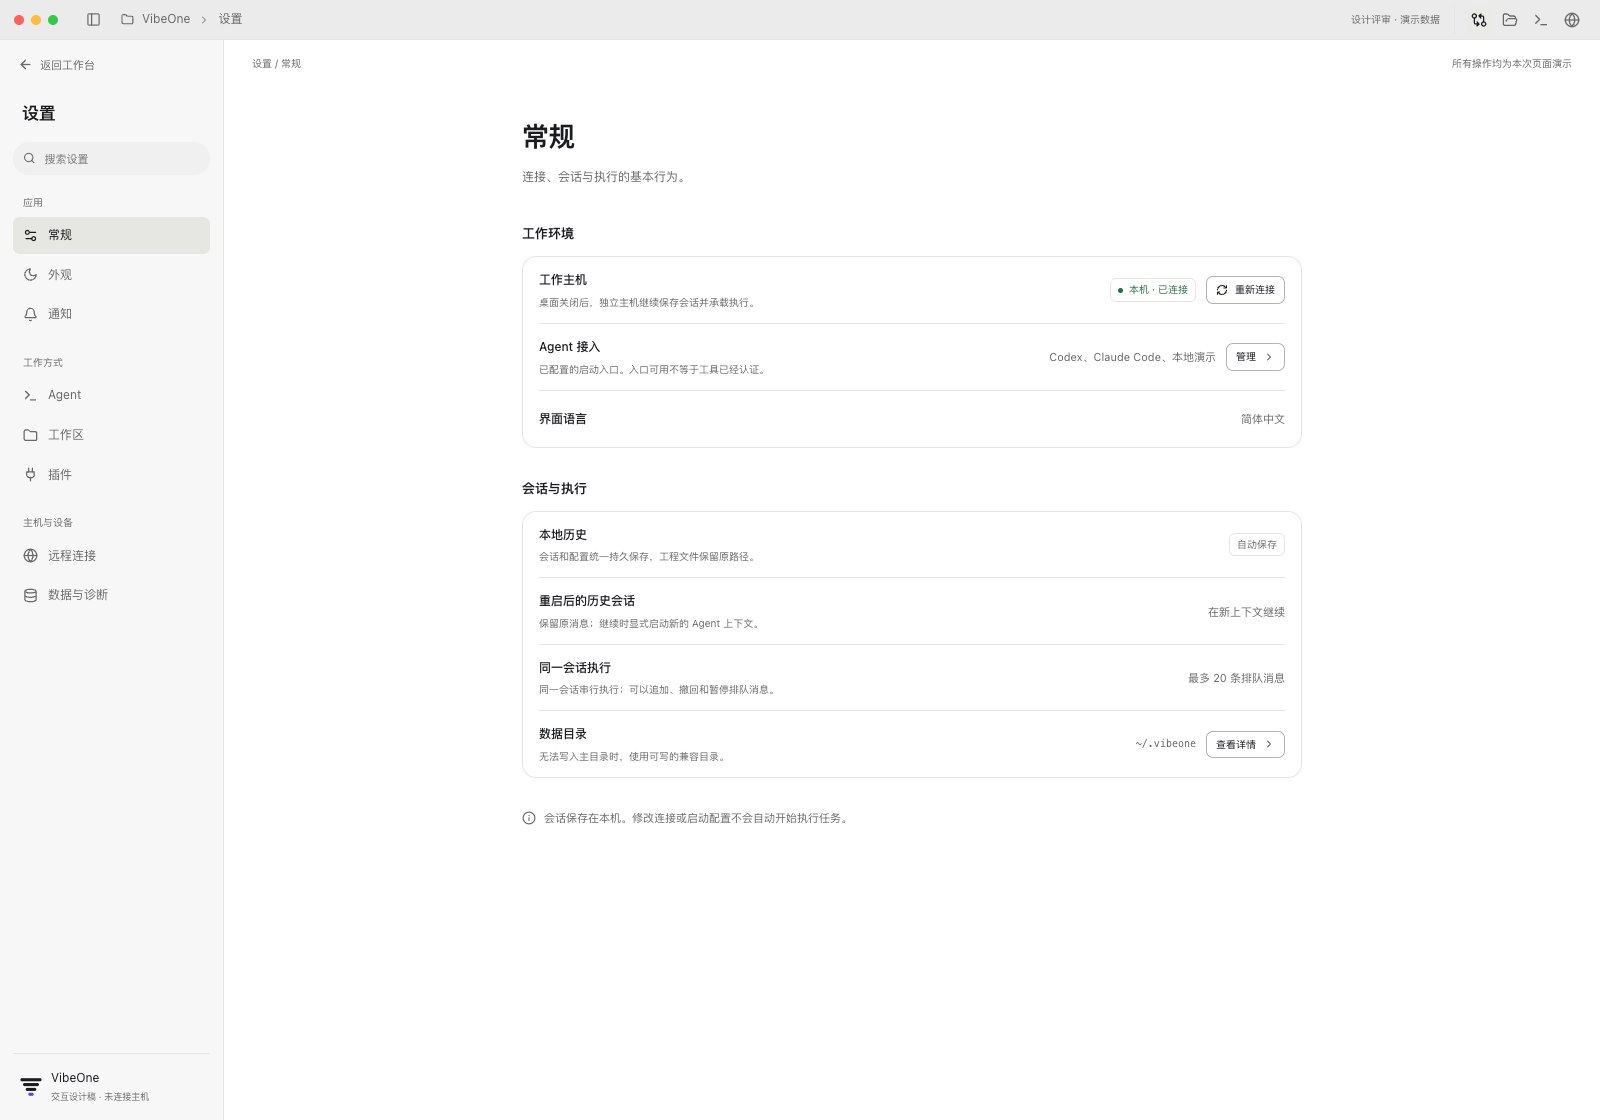 VibeOne
设置
设计评审 · 演示数据
返回工作台
设置
搜索设置
应用
常规
外观
通知
工作方式
Agent
工作区
插件
主机与设备
远程连接
数据与诊断
VibeOne
交互设计稿 · 未连接主机
设置 / 常规
所有操作均为本次页面演示
常规
连接、会话与执行的基本行为。
工作环境
工作主机
桌面关闭后，独立主机继续保存会话并承载执行。
本机 · 已连接
重新连接
Agent 接入
已配置的启动入口。入口可用不等于工具已经认证。
Codex、Claude Code、本地演示
管理
界面语言
简体中文
会话与执行
本地历史
会话和配置统一持久保存，工程文件保留原路径。
自动保存
重启后的历史会话
保留原消息；继续时显式启动新的 Agent 上下文。
在新上下文继续
同一会话执行
同一会话串行执行；可以追加、撤回和暂停排队消息。
最多 20 条排队消息
数据目录
无法写入主目录时，使用可写的兼容目录。
~/.vibeone
查看详情
会话保存在本机。修改连接或启动配置不会自动开始执行任务。